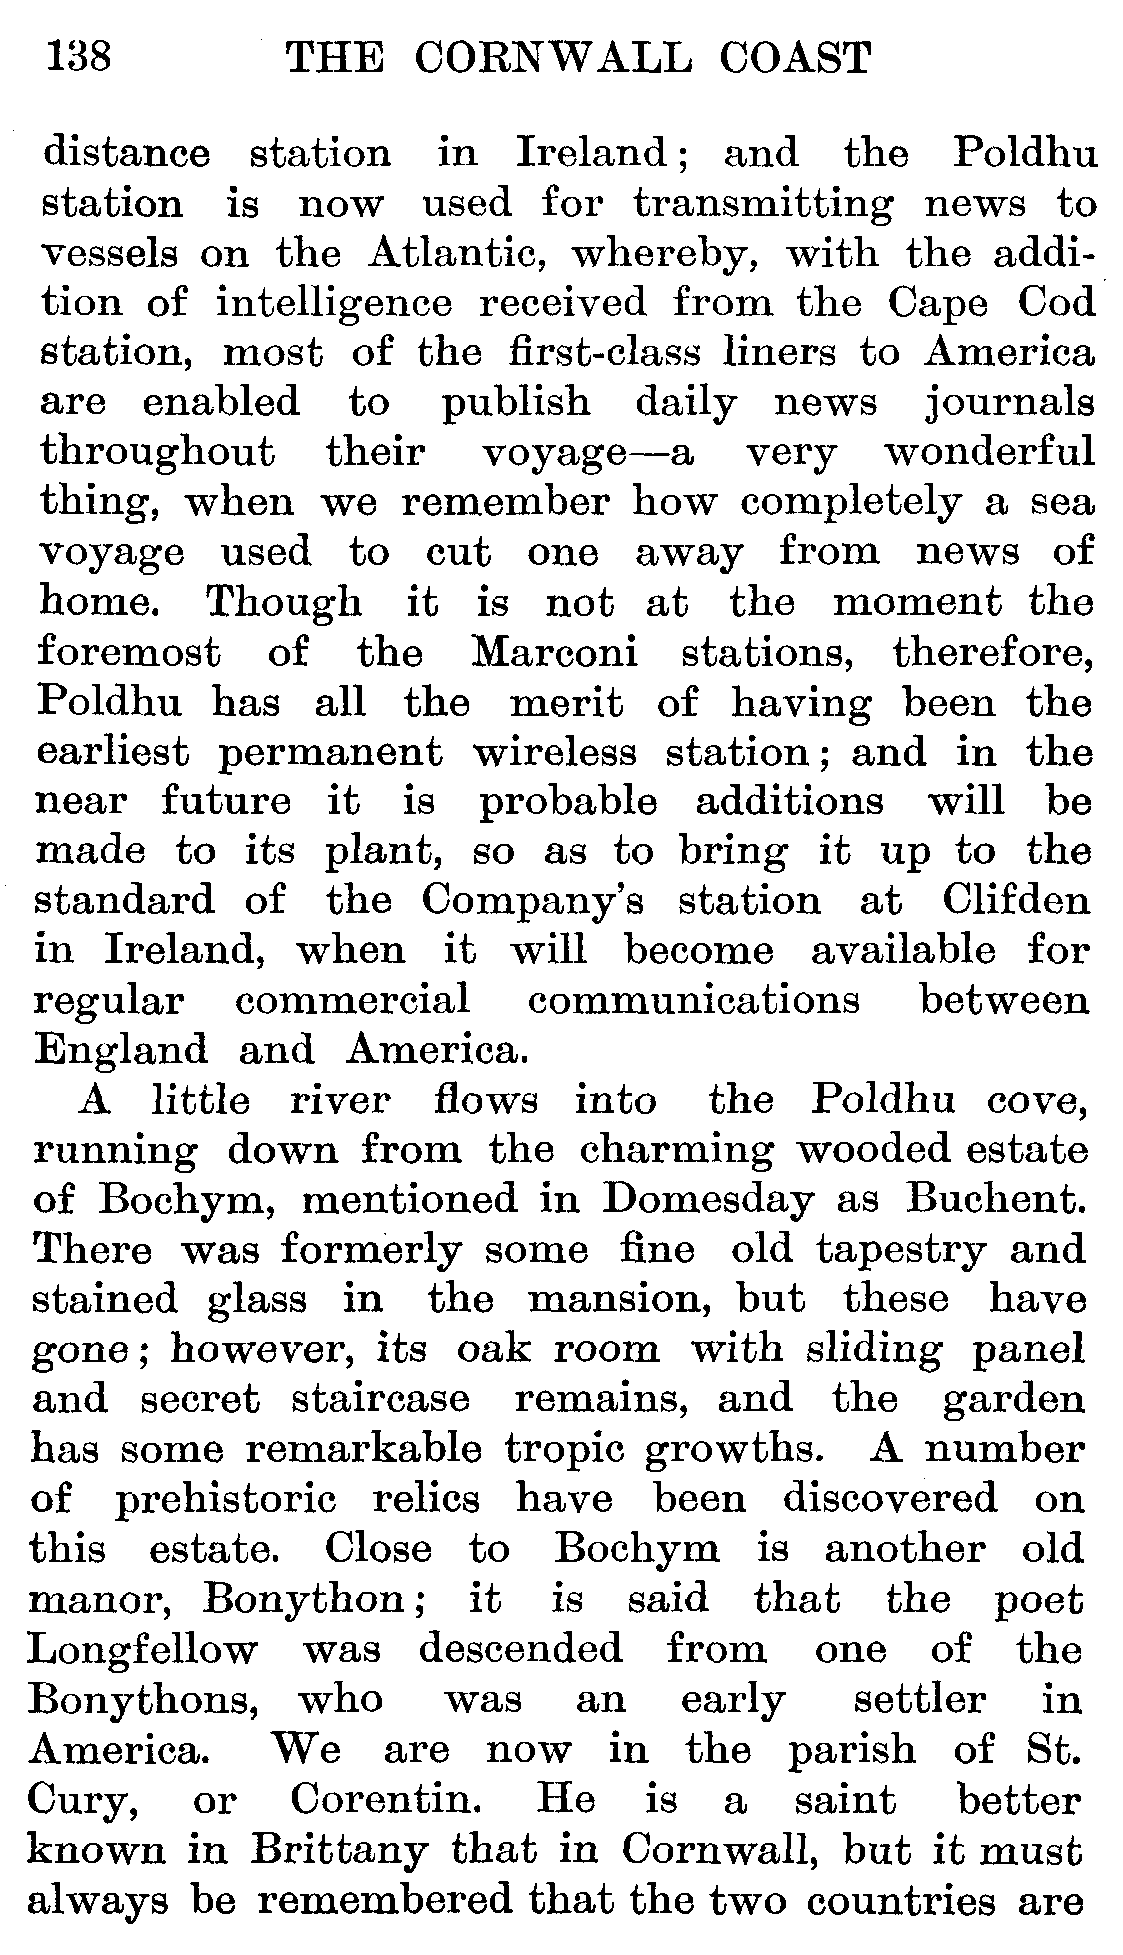 138 THE CORNWALL COAST
distance station in Ireland; and the Poldhu
station is now used for transmitting news to
vessels on the Atlantic, whereby, with the addi-
tion of intelligence received from the Cape Cod
station, most of the first-class liners to America
are enabled to publish daily news journals
throughout their voyage—a very wonderful
thing, when we remember how completely a sea
voyage used to cut one away from news of
home. Though it is not at the moment the
foremost of the Marconi stations, therefore,
Poldhu has all the merit of having been the
earliest permanent wireless station; and in the
near future it is probable additions will be
made to its plant, so as to bring it up to the
standard of the Company's station at Clifden
in Ireland, when it will become available for
regular commercial communications between
England and America.
A little river flows into the Poldhu cove,
running down from the charming wooded estate
of Bochym, mentioned in Domesday as Buchent.
There was formerly some fine old tapestry and
stained glass in the mansion, but these have
gone; however, its oak room with sliding panel
and secret staircase remains, and the garden
has some remarkable tropic growths. A number
of prehistoric relics have been discovered on
this estate. Close to Bochym is another old
manor, Bonython; it is said that the poet
Longfellow was descended from one of the
Bonythons, who was an early settler in
America. We are now in the parish of St.
Cury, or Corentin. He is a saint better
known in Brittany that in Cornwall, but it must
always be remembered that the two countries are